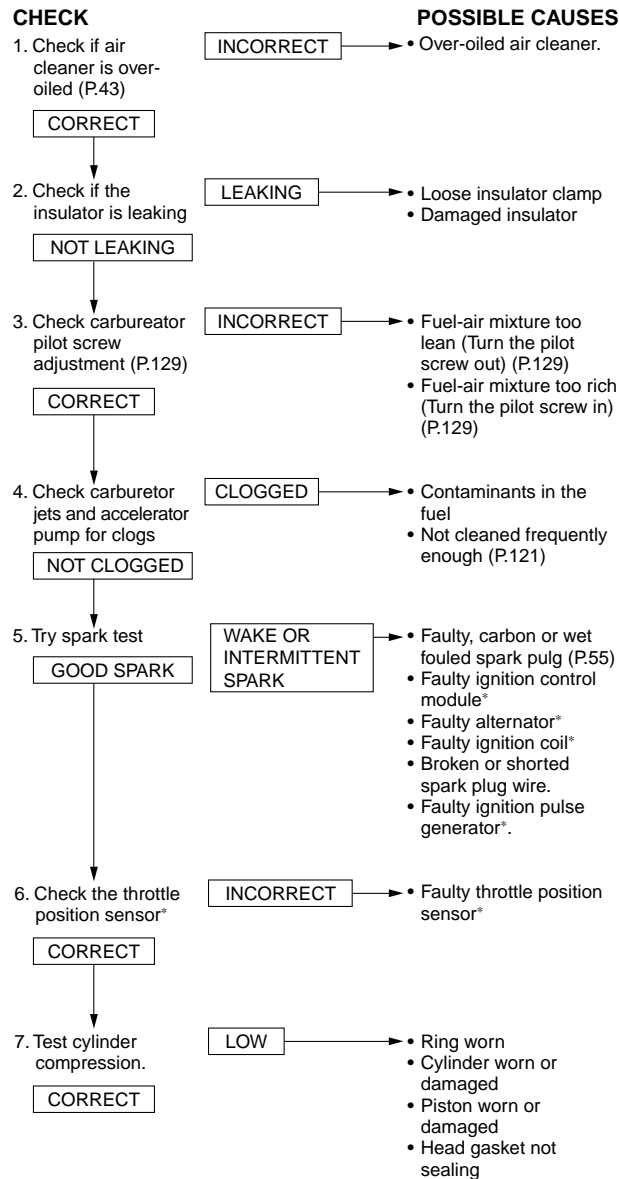 CHECK
POSSIBLE CAUSES
1. Check if air
cleaner is over-
oiled (P.43)
INCORRECT
• Over-oiled air cleaner.
CORRECT
2. Check if the
insulator is leaking
LEAKING
• Loose insulator clamp
• Damaged insulator
NOT LEAKING
3. Check carbureator
pilot screw
adjustment (P.129)
INCORRECT
• Fuel-air mixture too
lean (Turn the pilot
screw out) (P.129)
• Fuel-air mixture too rich
(Turn the pilot screw in)
(P.129)
CORRECT
4. Check carburetor
jets and accelerator
pump for clogs
CLOGGED
• Contaminants in the
fuel
• Not cleaned frequently
enough (P.121)
NOT CLOGGED
5. Try spark test
WAKE OR
INTERMITTENT
SPARK
• Faulty, carbon or wet
fouled spark pulg (P.55)
• Faulty ignition control
module*
• Faulty alternator*
• Faulty ignition coil*
• Broken or shorted
spark plug wire.
• Faulty ignition pulse
generator*.
GOOD SPARK
6. Check the throttle
position sensor*
INCORRECT
• Faulty throttle position
sensor*
CORRECT
7. Test cylinder
compression.
LOW
• Ring worn
• Cylinder worn or
damaged
• Piston worn or
damaged
• Head gasket not
sealing
CORRECT